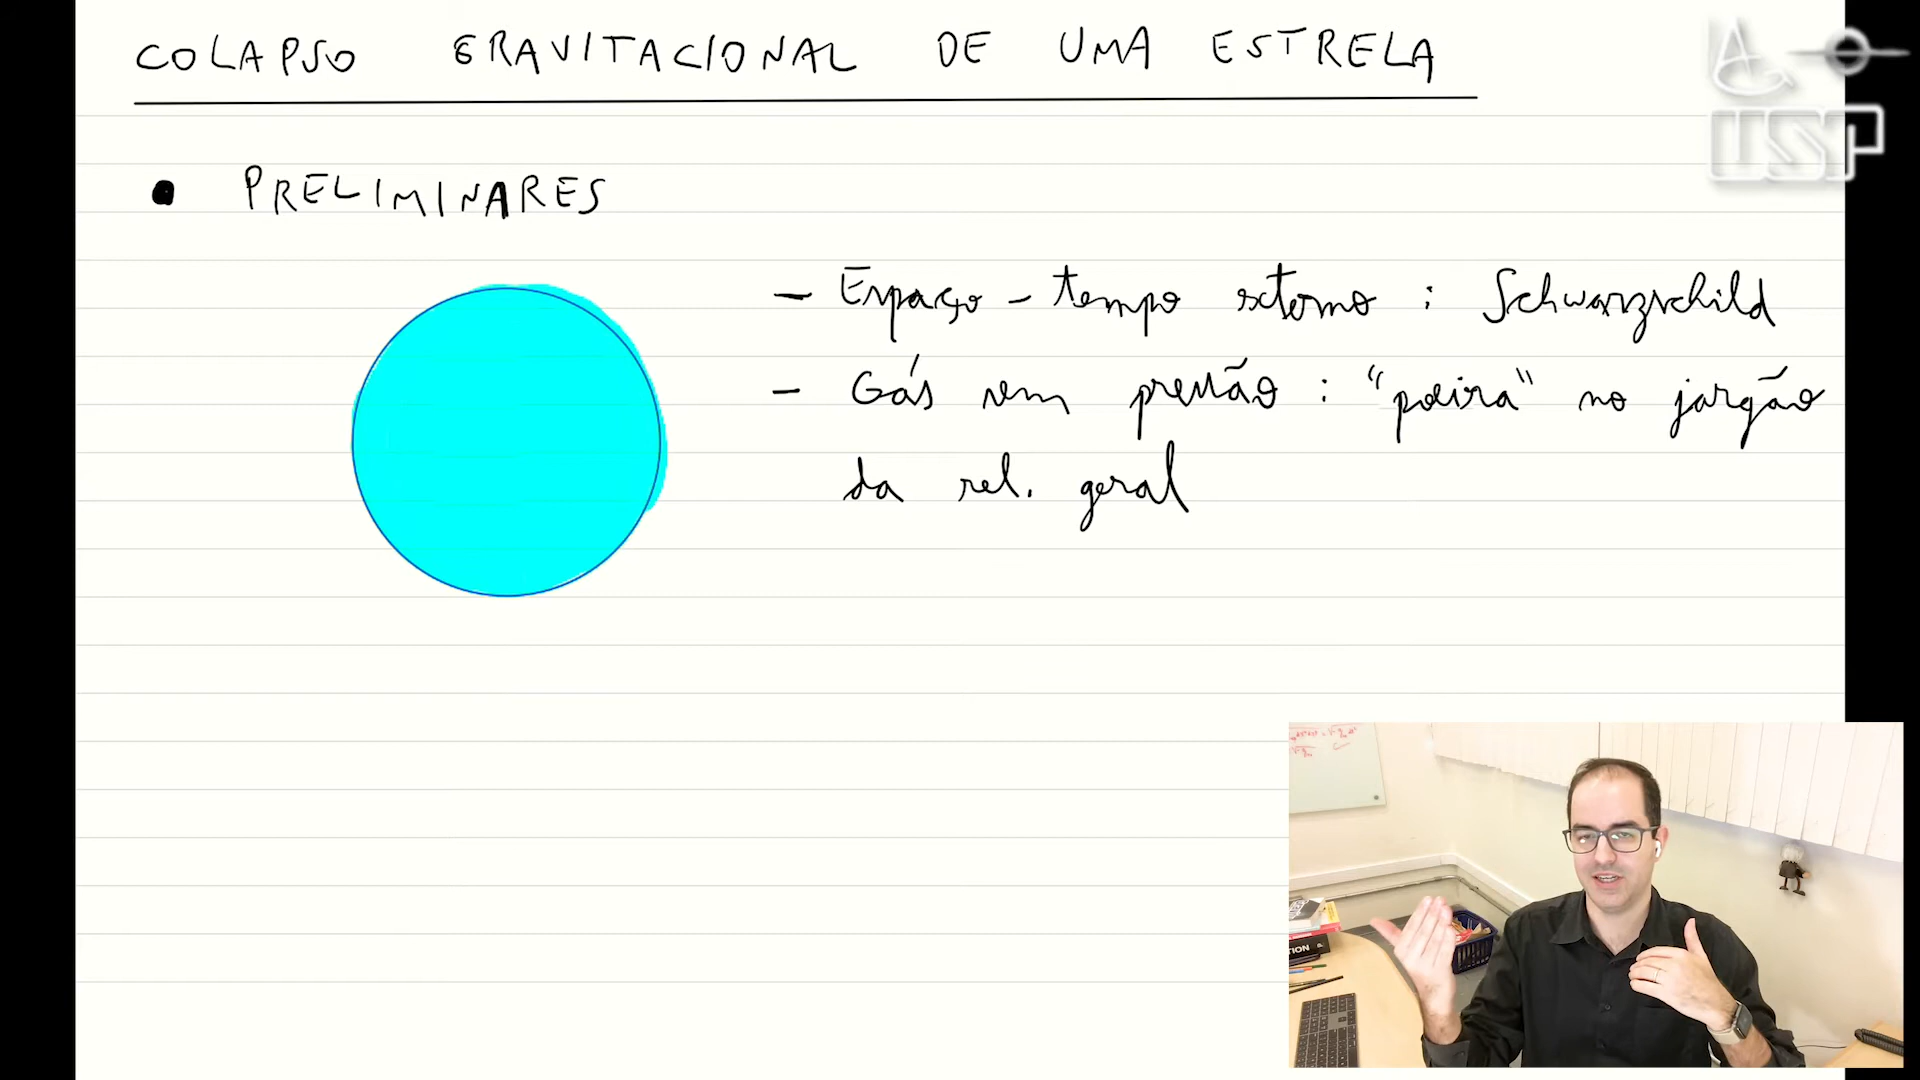 COLAPSO GRAVITACIONAL DE UMA ESTRELA
USP
• PRELIMINARES
- Espaço-tempo externo : Schwarzschild
- Gás sem pressão : "poeira" no jargão
da rel. geral